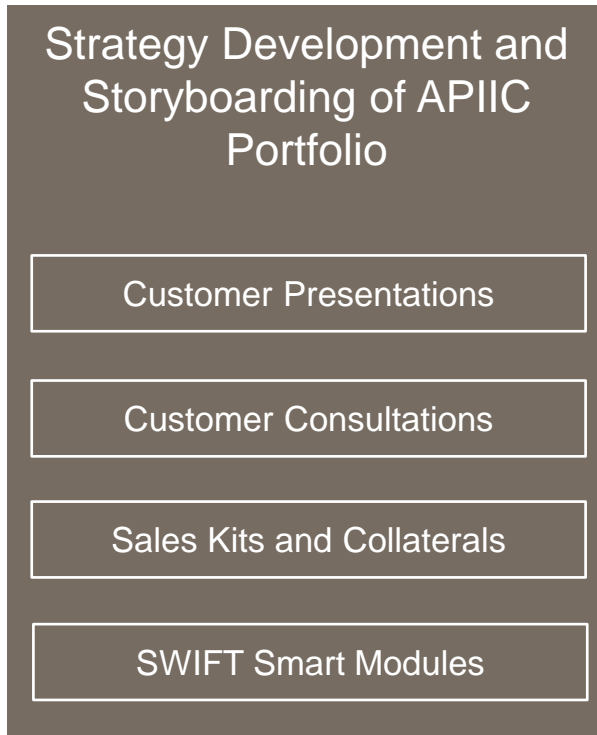 Strategy Development and
Storyboarding of APIIC
Portfolio
Customer Presentations
Customer Consultations
Sales Kits and Collaterals
SWIFT Smart Modules